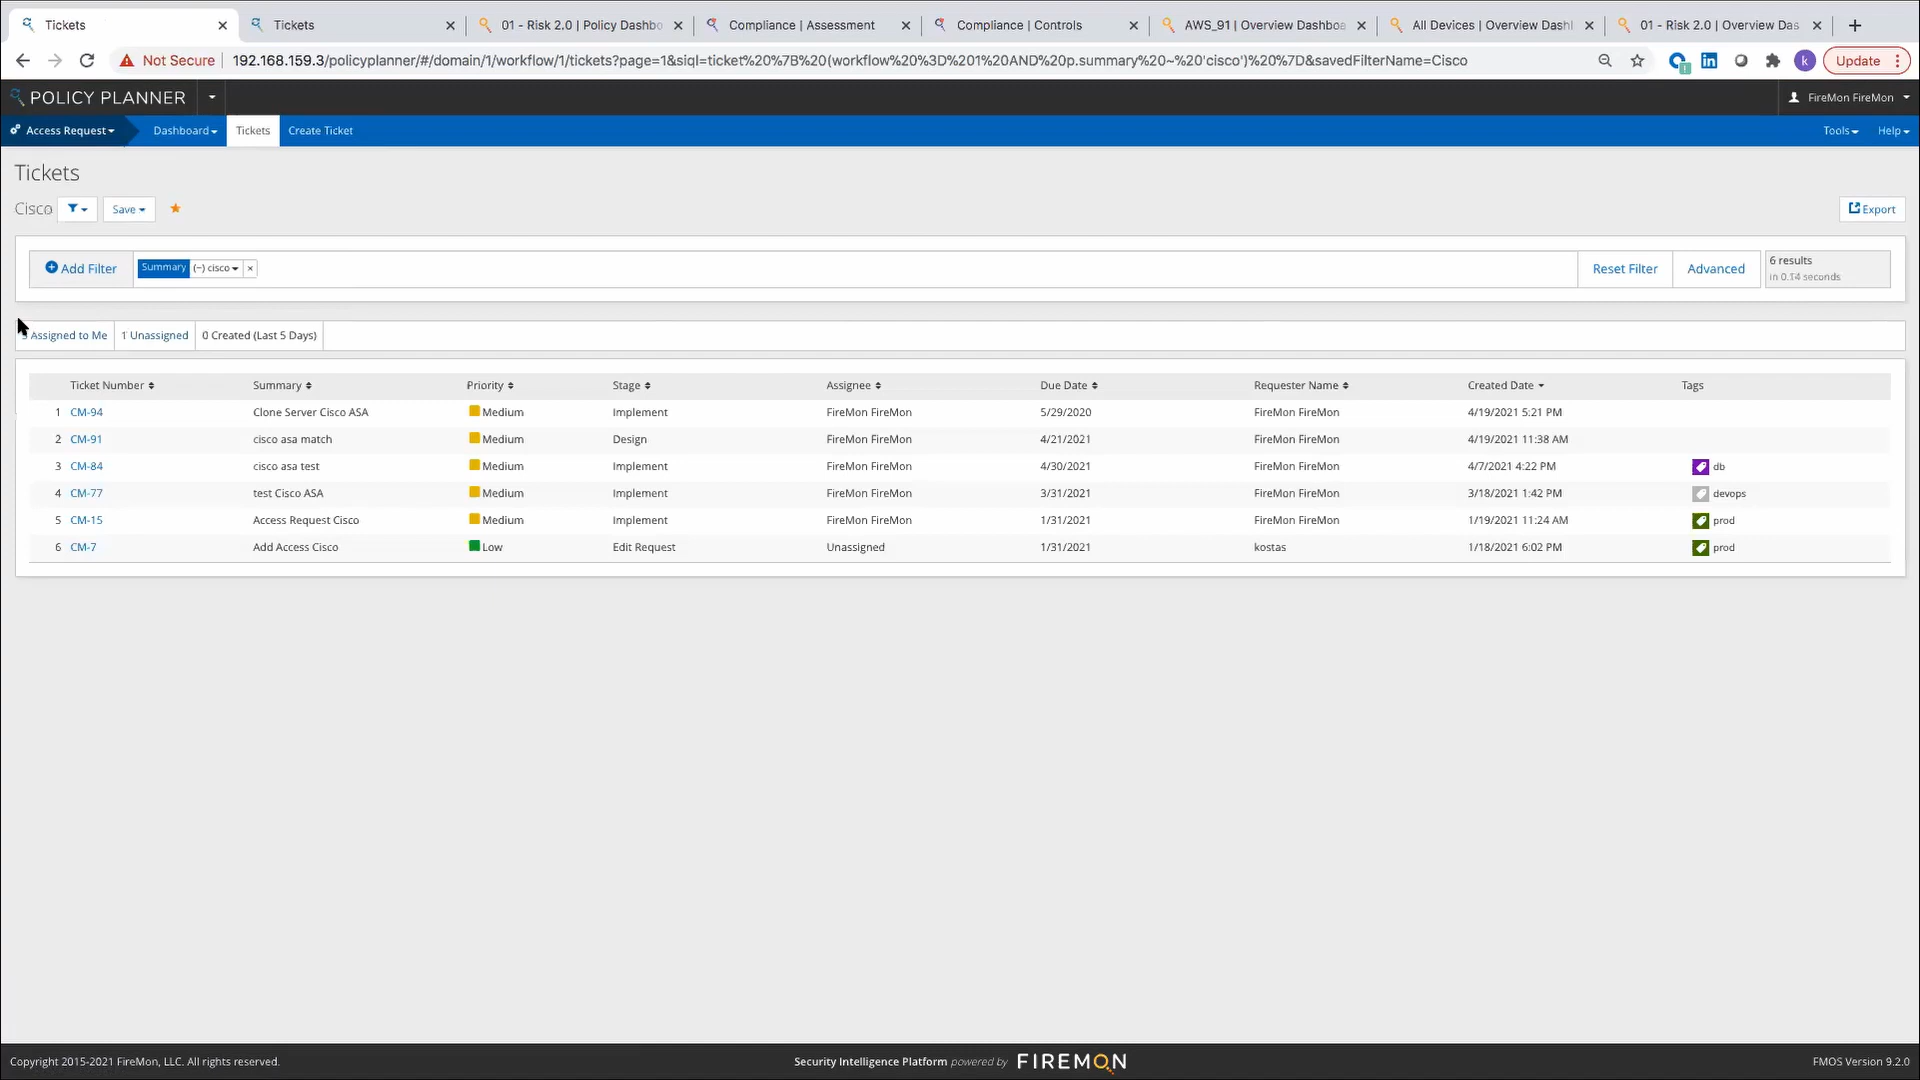 Tickets
Tickets
01 - Risk 2.0 | Policy Dashbo
Compliance | Assessment
Compliance | Controls
AWS_91 | Overview Dashboa
All Devices | Overview Dash
01 - Risk 2.0 | Overview Das
Not Secure
192.168.159.3/policyplanner/#/domain/1/workflow/1/tickets?page=1&siql=ticket%20%7B%20(workflow%20%3D%201%20AND%20p.summary%20~%20'cisco')%20%7D&savedFilterName=Cisco
k
Update
POLICY PLANNER
FireMon FireMon
Access Request
Dashboard
Tickets
Create Ticket
Tools
Help
Tickets
Cisco
Save
Export
Add Filter
Summary (~) cisco
Reset Filter
Advanced
6 results
in 0.14 seconds
Assigned to Me
1 Unassigned
0 Created (Last 5 Days)
Ticket Number Summary Priority Stage Assignee Due Date Requester Name Created Date Tags
1 CM-94 Clone Server Cisco ASA Medium Implement FireMon FireMon 5/29/2020 FireMon FireMon 4/19/2021 5:21 PM
2 CM-91 cisco asa match Medium Design FireMon FireMon 4/21/2021 FireMon FireMon 4/19/2021 11:38 AM
3 CM-84 cisco asa test Medium Implement FireMon FireMon 4/30/2021 FireMon FireMon 4/7/2021 4:22 PM db
4 CM-77 test Cisco ASA Medium Implement FireMon FireMon 3/31/2021 FireMon FireMon 3/18/2021 1:42 PM devops
5 CM-15 Access Request Cisco Medium Implement FireMon FireMon 1/31/2021 FireMon FireMon 1/19/2021 11:24 AM prod
6 CM-7 Add Access Cisco Low Edit Request Unassigned 1/31/2021 kostas 1/18/2021 6:02 PM prod
Copyright 2015-2021 FireMon, LLC. All rights reserved.
Security Intelligence Platform powered by FIREMON
FMOS Version 9.2.0